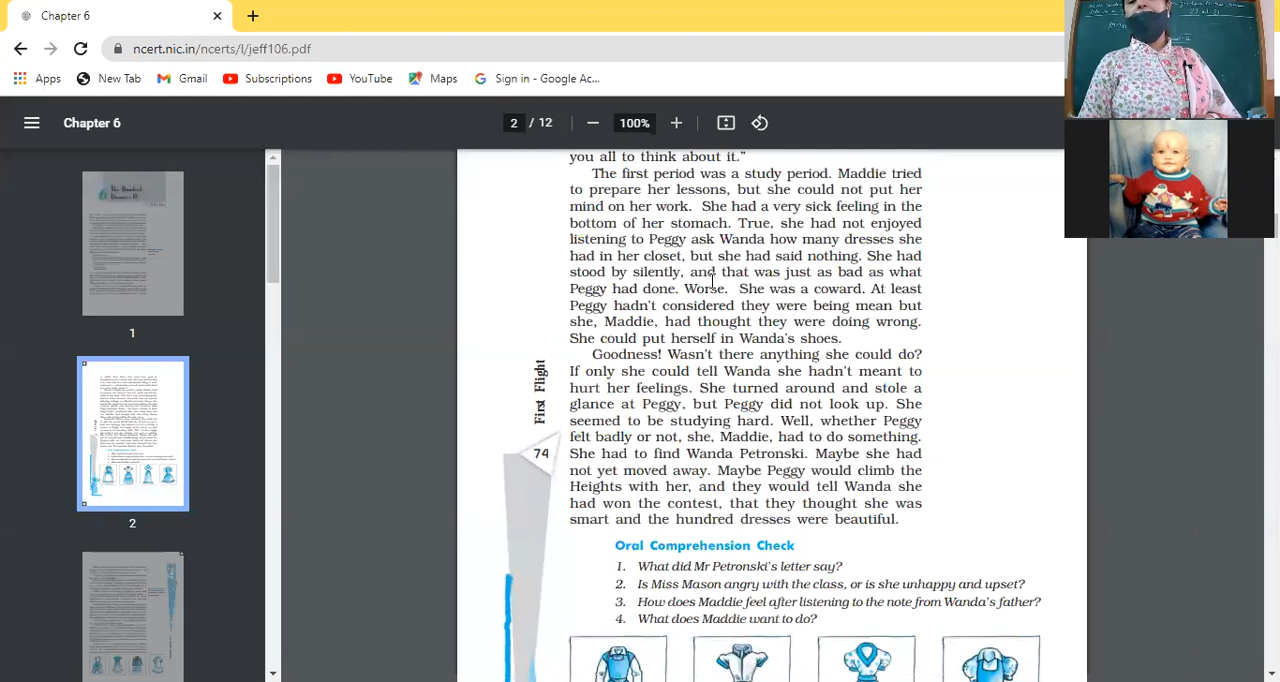 Chapter 6
ncert.nic.in/ncerts/l/jeff106.pdf
Apps
New Tab
Gmail
Subscriptions
YouTube
Maps
Sign in - Google Ac...
Chapter 6
2 / 12
100%
1
2
you all to think about it."
The first period was a study period. Maddie tried
to prepare her lessons, but she could not put her
mind on her work. She had a very sick feeling in the
bottom of her stomach. True, she had not enjoyed
listening to Peggy ask Wanda how many dresses she
had in her closet, but she had said nothing. She had
stood by silently, and that was just as bad as what
Peggy had done. Worse. She was a coward. At least
Peggy hadn't considered they were being mean but
she, Maddie, had thought they were doing wrong.
She could put herself in Wanda's shoes.
Goodness! Wasn't there anything she could do?
If only she could tell Wanda she hadn't meant to
hurt her feelings. She turned around and stole a
glance at Peggy, but Peggy did not look up. She
seemed to be studying hard. Well, whether Peggy
felt badly or not, she, Maddie, had to do something.
She had to find Wanda Petronski. Maybe she had
not yet moved away. Maybe Peggy would climb the
Heights with her, and they would tell Wanda she
had won the contest, that they thought she was
smart and the hundred dresses were beautiful.
First Flight
74
Oral Comprehension Check
1. What did Mr Petronski's letter say?
2. Is Miss Mason angry with the class, or is she unhappy and upset?
3. How does Maddie feel after listening to the note from Wanda's father?
4. What does Maddie want to do?